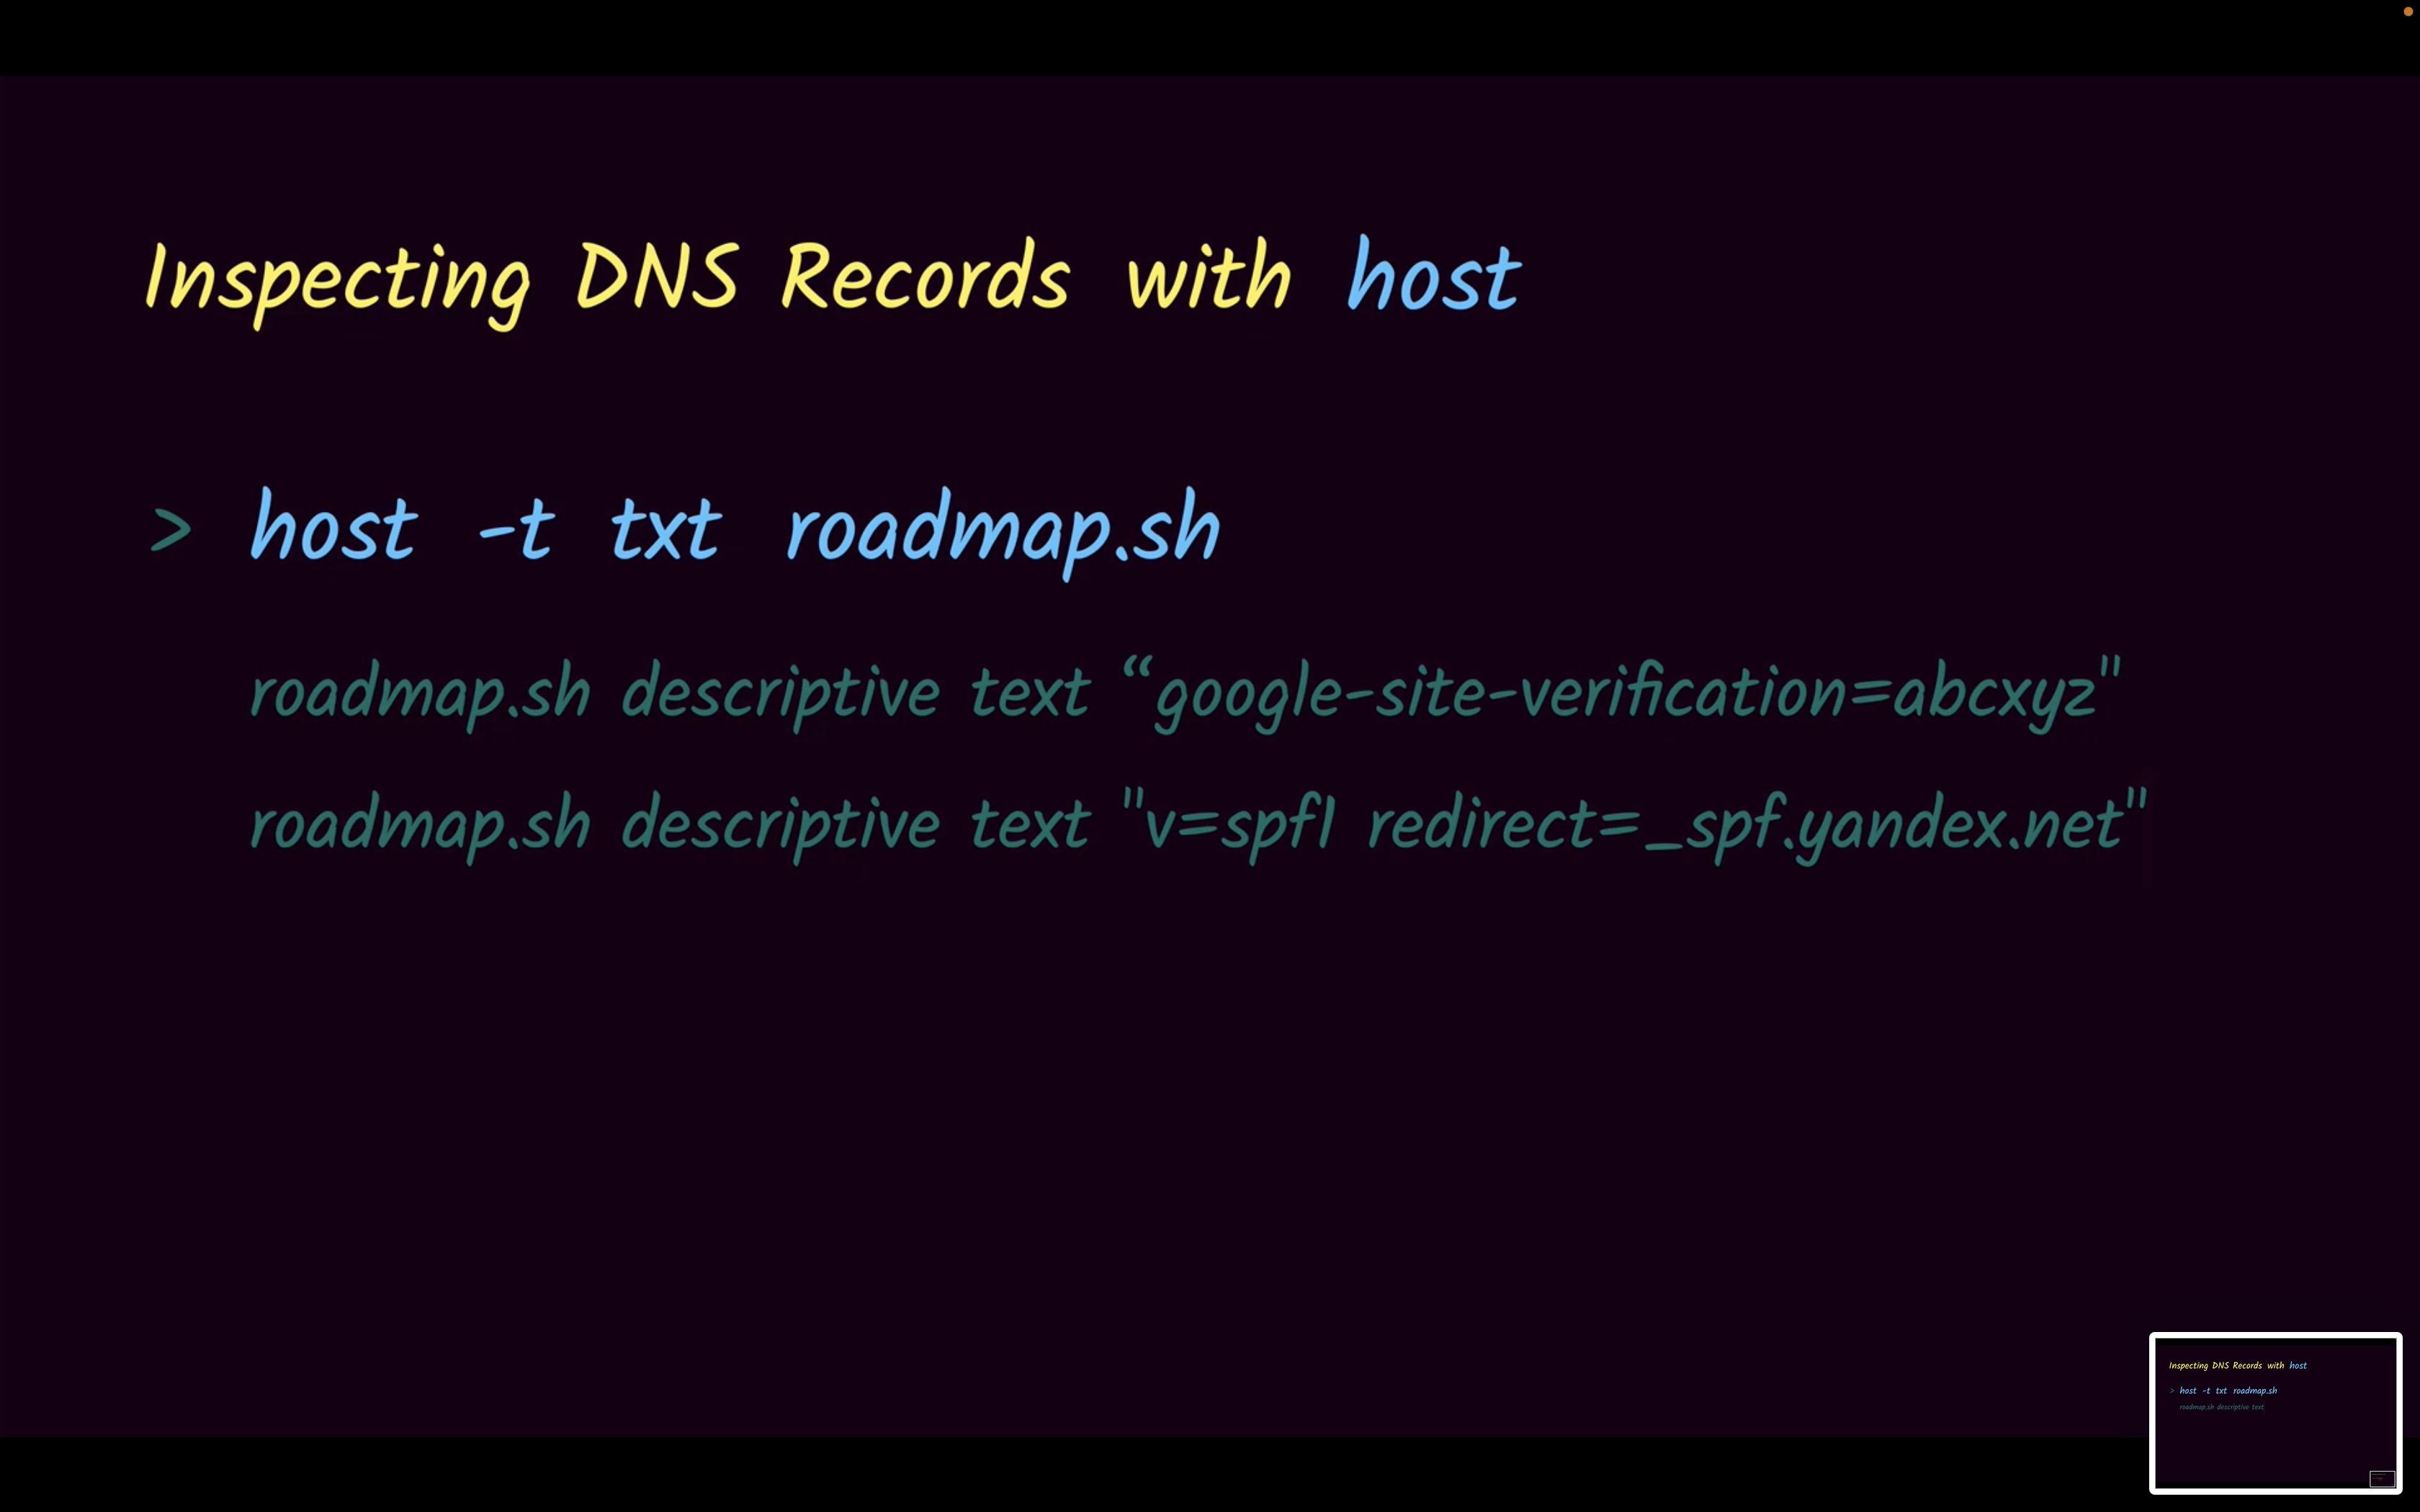 Inspecting DNS Records with host
> host -t txt roadmap.sh
roadmap.sh descriptive text “google-site-verification=abcxyz"
roadmap.sh descriptive text "v=spf1 redirect=_spf.yandex.net"
Inspecting DNS Records with host
> host -t txt roadmap.sh
roadmap.sh descriptive text